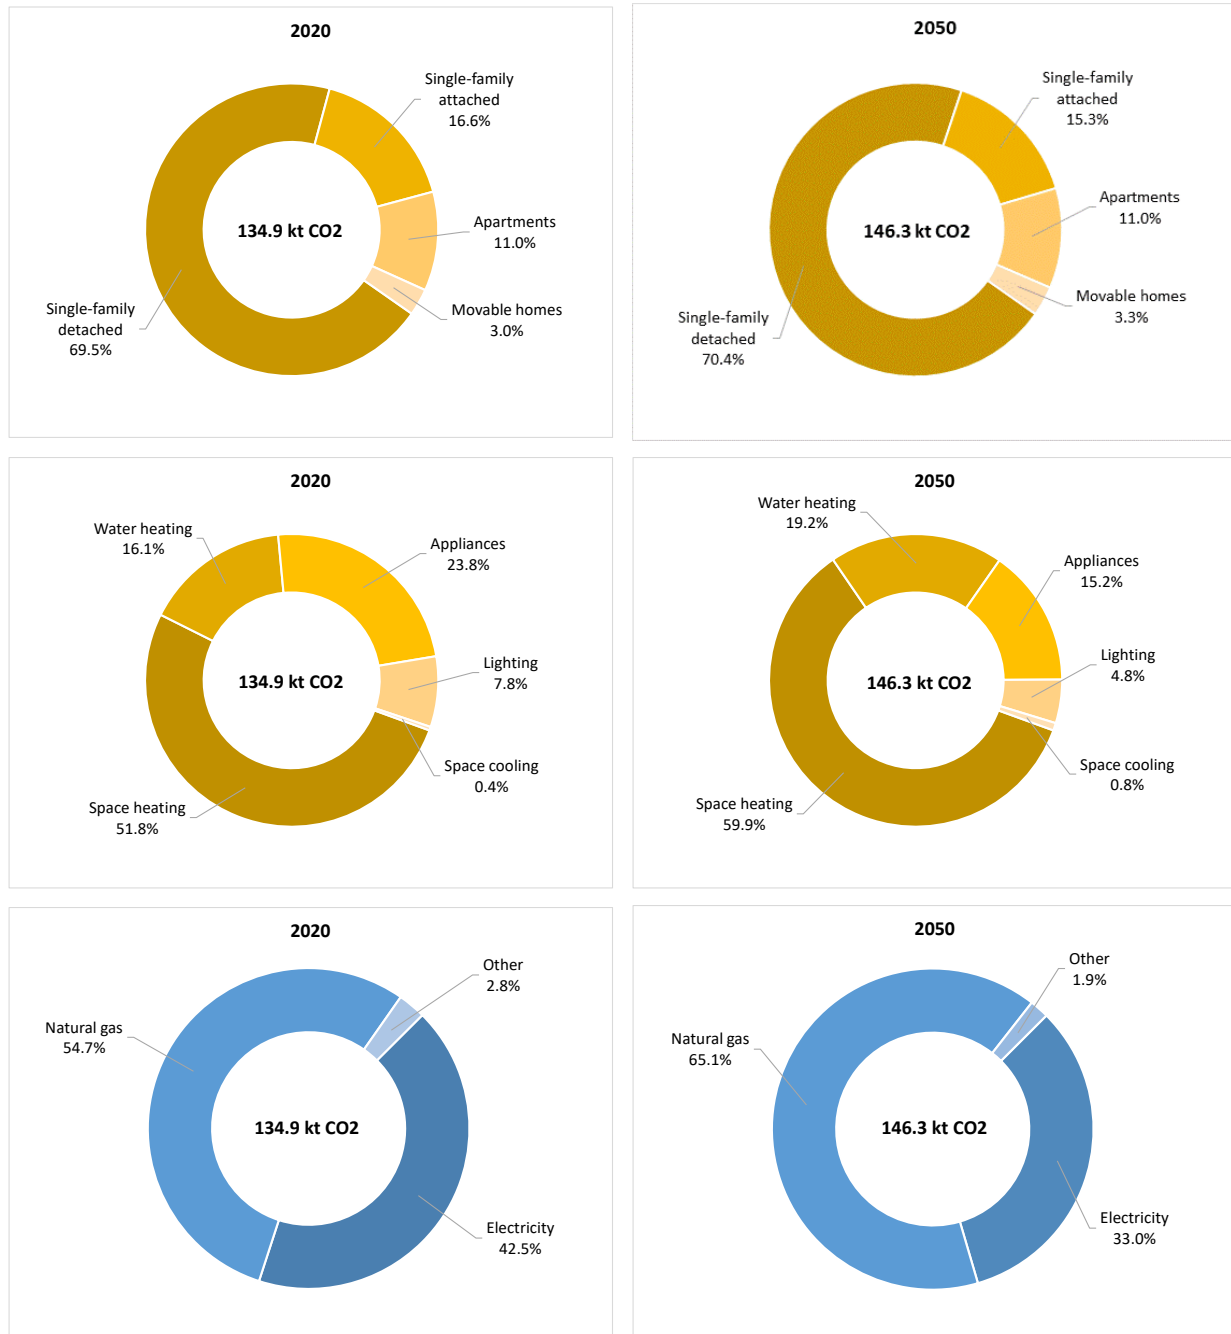 2020
Single-family
attached
16.6%
Apartments
11.0%
134.9 kt CO2
Movable homes
3.0%
Single-family
detached
69.5%
2050
Single-family
attached
15.3%
Apartments
11.0%
146.3 kt CO2
Movable homes
3.3%
Single-family
detached
70.4%
2020
Water heating
16.1%
Appliances
23.8%
Lighting
7.8%
134.9 kt CO2
Space cooling
0.4%
Space heating
51.8%
2050
Water heating
19.2%
Appliances
15.2%
Lighting
4.8%
146.3 kt CO2
Space cooling
0.8%
Space heating
59.9%
2020
Other
2.8%
Natural gas
54.7%
134.9 kt CO2
Electricity
42.5%
2050
Other
1.9%
Natural gas
65.1%
146.3 kt CO2
Electricity
33.0%